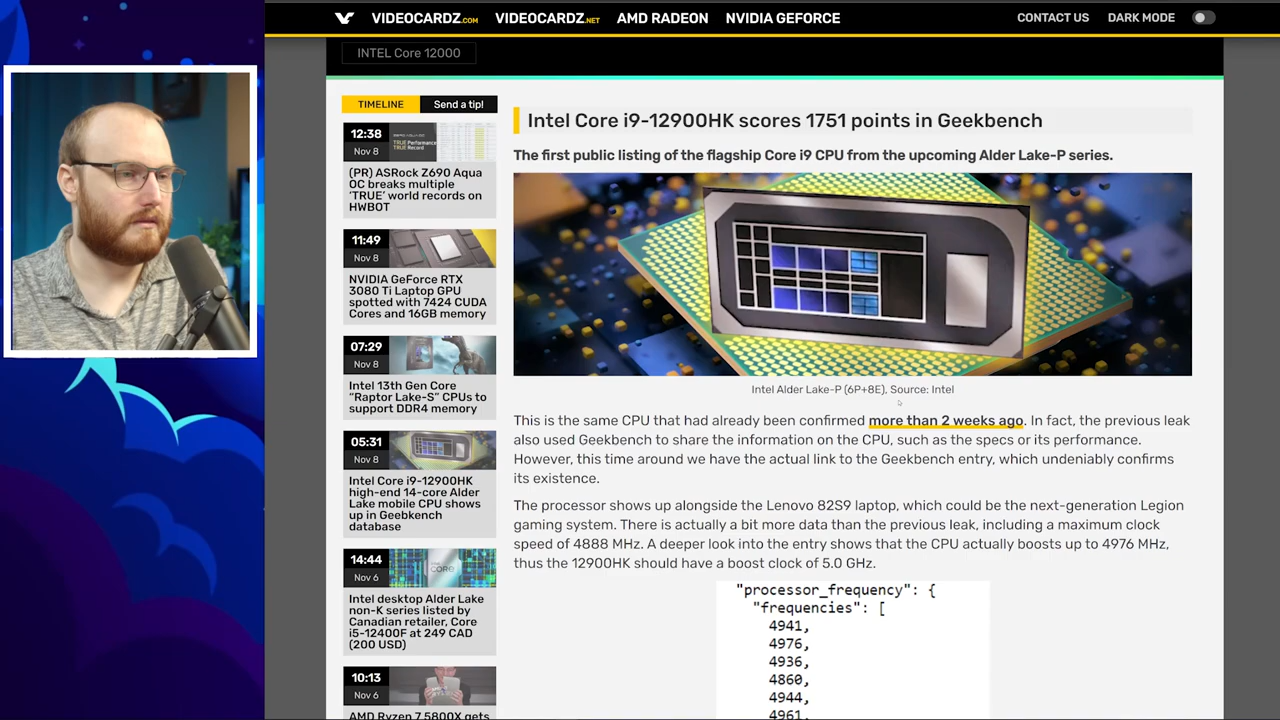 VIDEOCARDZ.COM
VIDEOCARDZ.NET
AMD RADEON
NVIDIA GEFORCE
CONTACT US
DARK MODE
INTEL Core 12000
TIMELINE
Send a tip!
12:38
Nov 8
(PR) ASRock Z690 Aqua
OC breaks multiple
'TRUE' world records on
HWBOT
11:49
Nov 8
NVIDIA GeForce RTX
3080 Ti Laptop GPU
spotted with 7424 CUDA
Cores and 16GB memory
07:29
Nov 8
Intel 13th Gen Core
"Raptor Lake-S" CPUs to
support DDR4 memory
05:31
Nov 8
Intel Core i9-12900HK
high-end 14-core Alder
Lake mobile CPU shows
up in Geebkench
database
14:44
Nov 6
Intel desktop Alder Lake
non-K series listed by
Canadian retailer, Core
i5-12400F at 249 CAD
(200 USD)
10:13
Nov 6
AMD Ryzen 7 5800X gets
Intel Core i9-12900HK scores 1751 points in Geekbench
The first public listing of the flagship Core i9 CPU from the upcoming Alder Lake-P series.
Intel Alder Lake-P (6P+8E), Source: Intel
This is the same CPU that had already been confirmed more than 2 weeks ago. In fact, the previous leak
also used Geekbench to share the information on the CPU, such as the specs or its performance.
However, this time around we have the actual link to the Geekbench entry, which undeniably confirms
its existence.
The processor shows up alongside the Lenovo 82S9 laptop, which could be the next-generation Legion
gaming system. There is actually a bit more data than the previous leak, including a maximum clock
speed of 4888 MHz. A deeper look into the entry shows that the CPU actually boosts up to 4976 MHz,
thus the 12900HK should have a boost clock of 5.0 GHz.
"processor_frequency": {
"frequencies": [
4941,
4976,
4936,
4860,
4944,
4961,